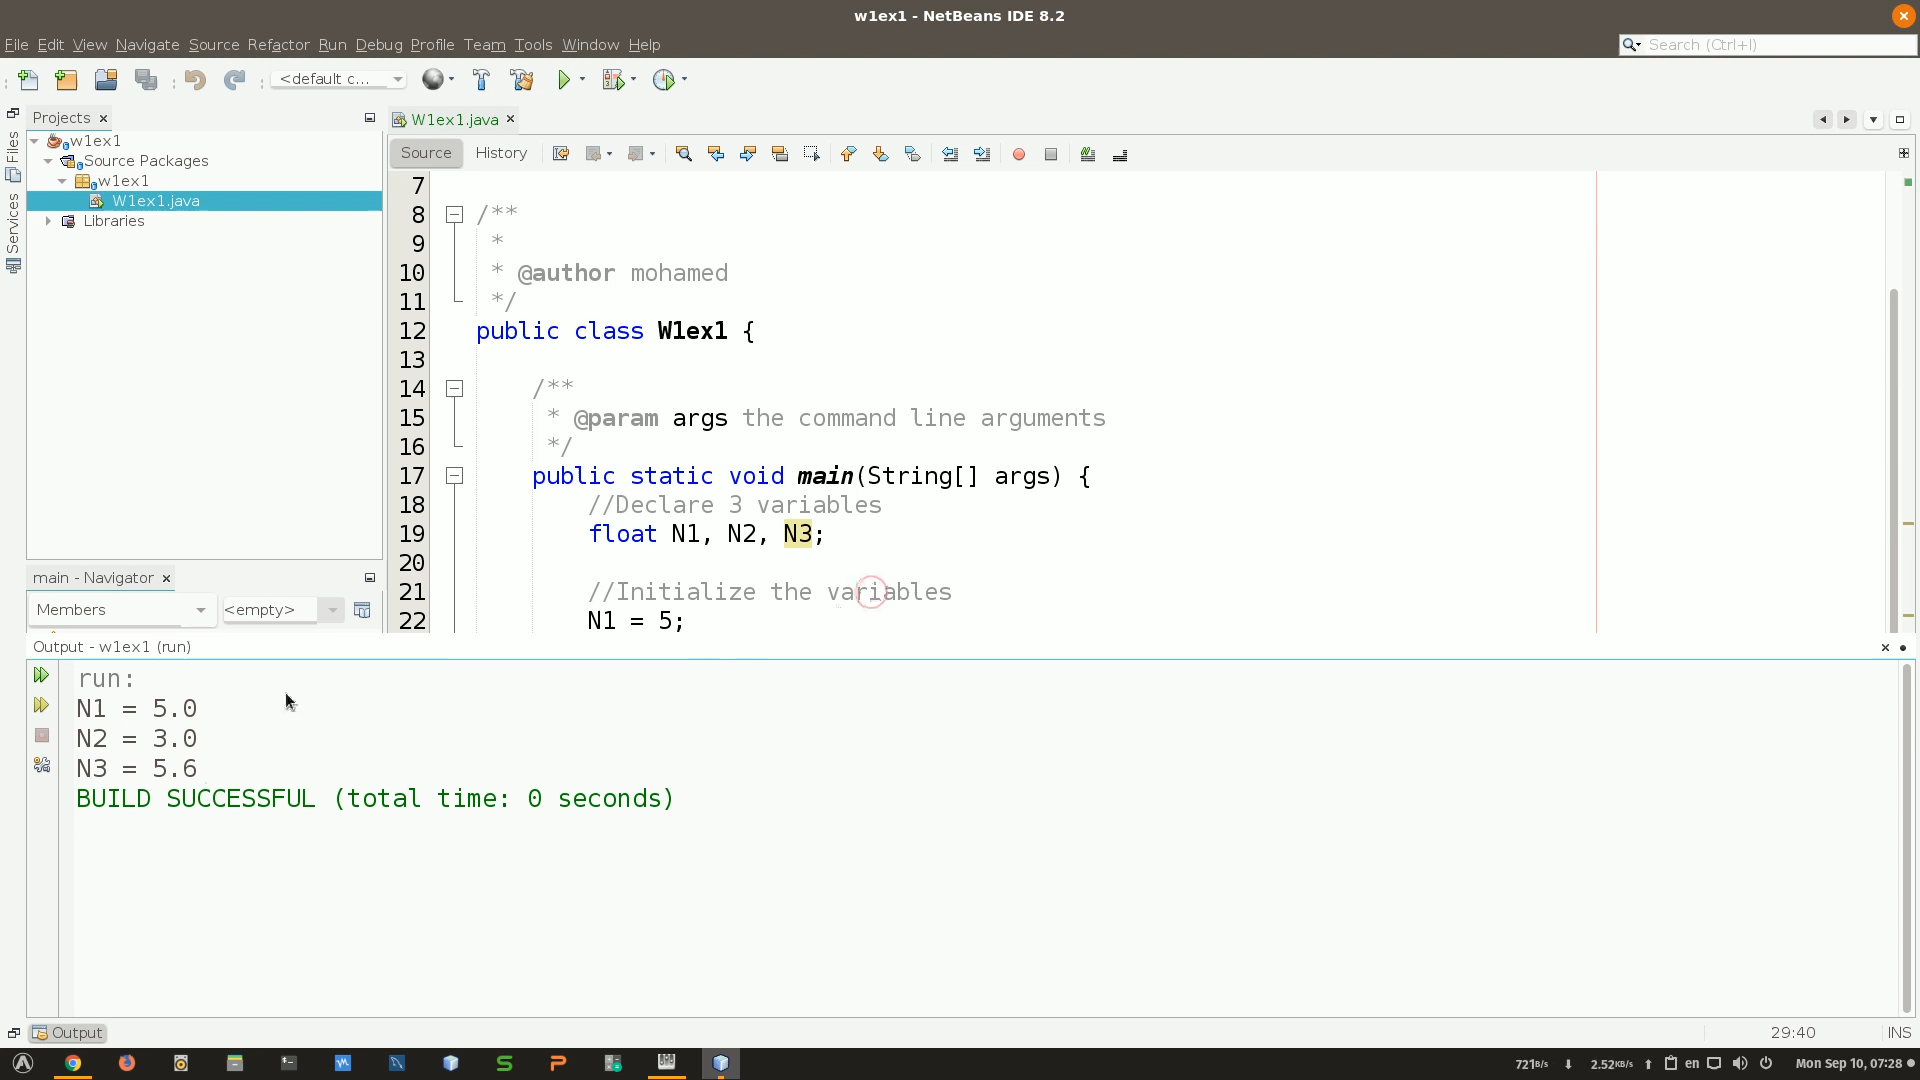 w1ex1 - NetBeans IDE 8.2
File Edit View Navigate Source Refactor Run Debug Profile Team Tools Window Help
Search (Ctrl+I)
<default c...
Projects
W1ex1.java
Files
Services
w1ex1
Source Packages
w1ex1
W1ex1.java
Libraries
Source History
7
8 /**
9 *
10 * @author mohamed
11 */
12 public class W1ex1 {
13
14 /**
15 * @param args the command line arguments
16 */
17 public static void main(String[] args) {
18 //Declare 3 variables
19 float N1, N2, N3;
20
21 //Initialize the variables
22 N1 = 5;
main - Navigator
Members
<empty>
Output - w1ex1 (run)
run:
N1 = 5.0
N2 = 3.0
N3 = 5.6
BUILD SUCCESSFUL (total time: 0 seconds)
Output
29:40 INS
721B/s 2.52KB/s en Mon Sep 10, 07:28